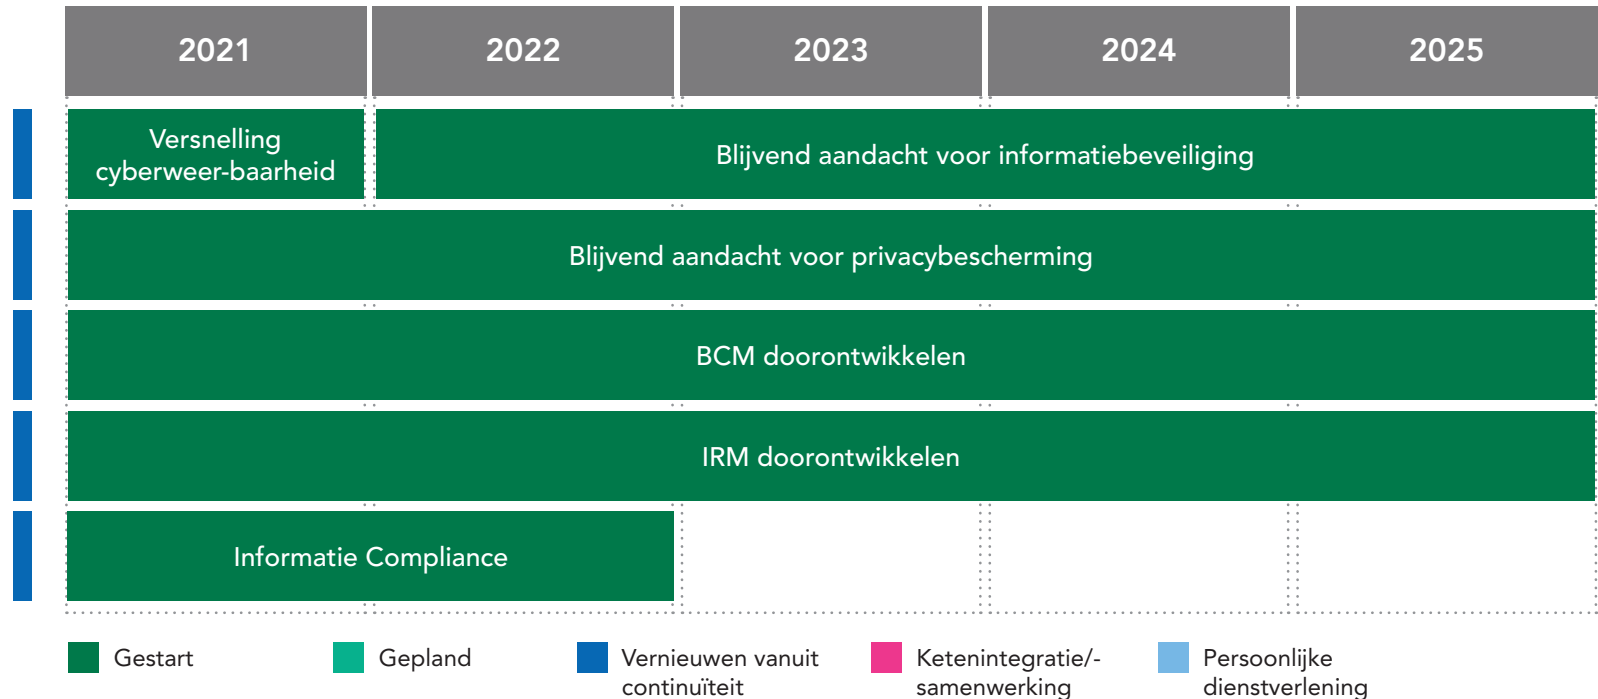 2021 2022 2023 2024 2025
Versnelling
cyberweer-baarheid
Blijvend aandacht voor informatiebeveiliging
Blijvend aandacht voor privacybescherming
BCM doorontwikkelen
IRM doorontwikkelen
Informatie Compliance
Gestart
Gepland
Vernieuwen vanuit
continuïteit
Ketenintegratie/-
samenwerking
Persoonlijke
dienstverlening